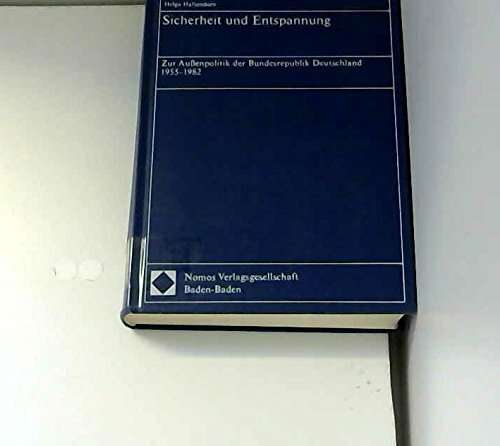 Helga Haftendorn
Sicherheit und Entspannung
Zur Außenpolitik der Bundesrepublik Deutschland
1955-1982
Nomos Verlagsgesellschaft
Baden-Baden